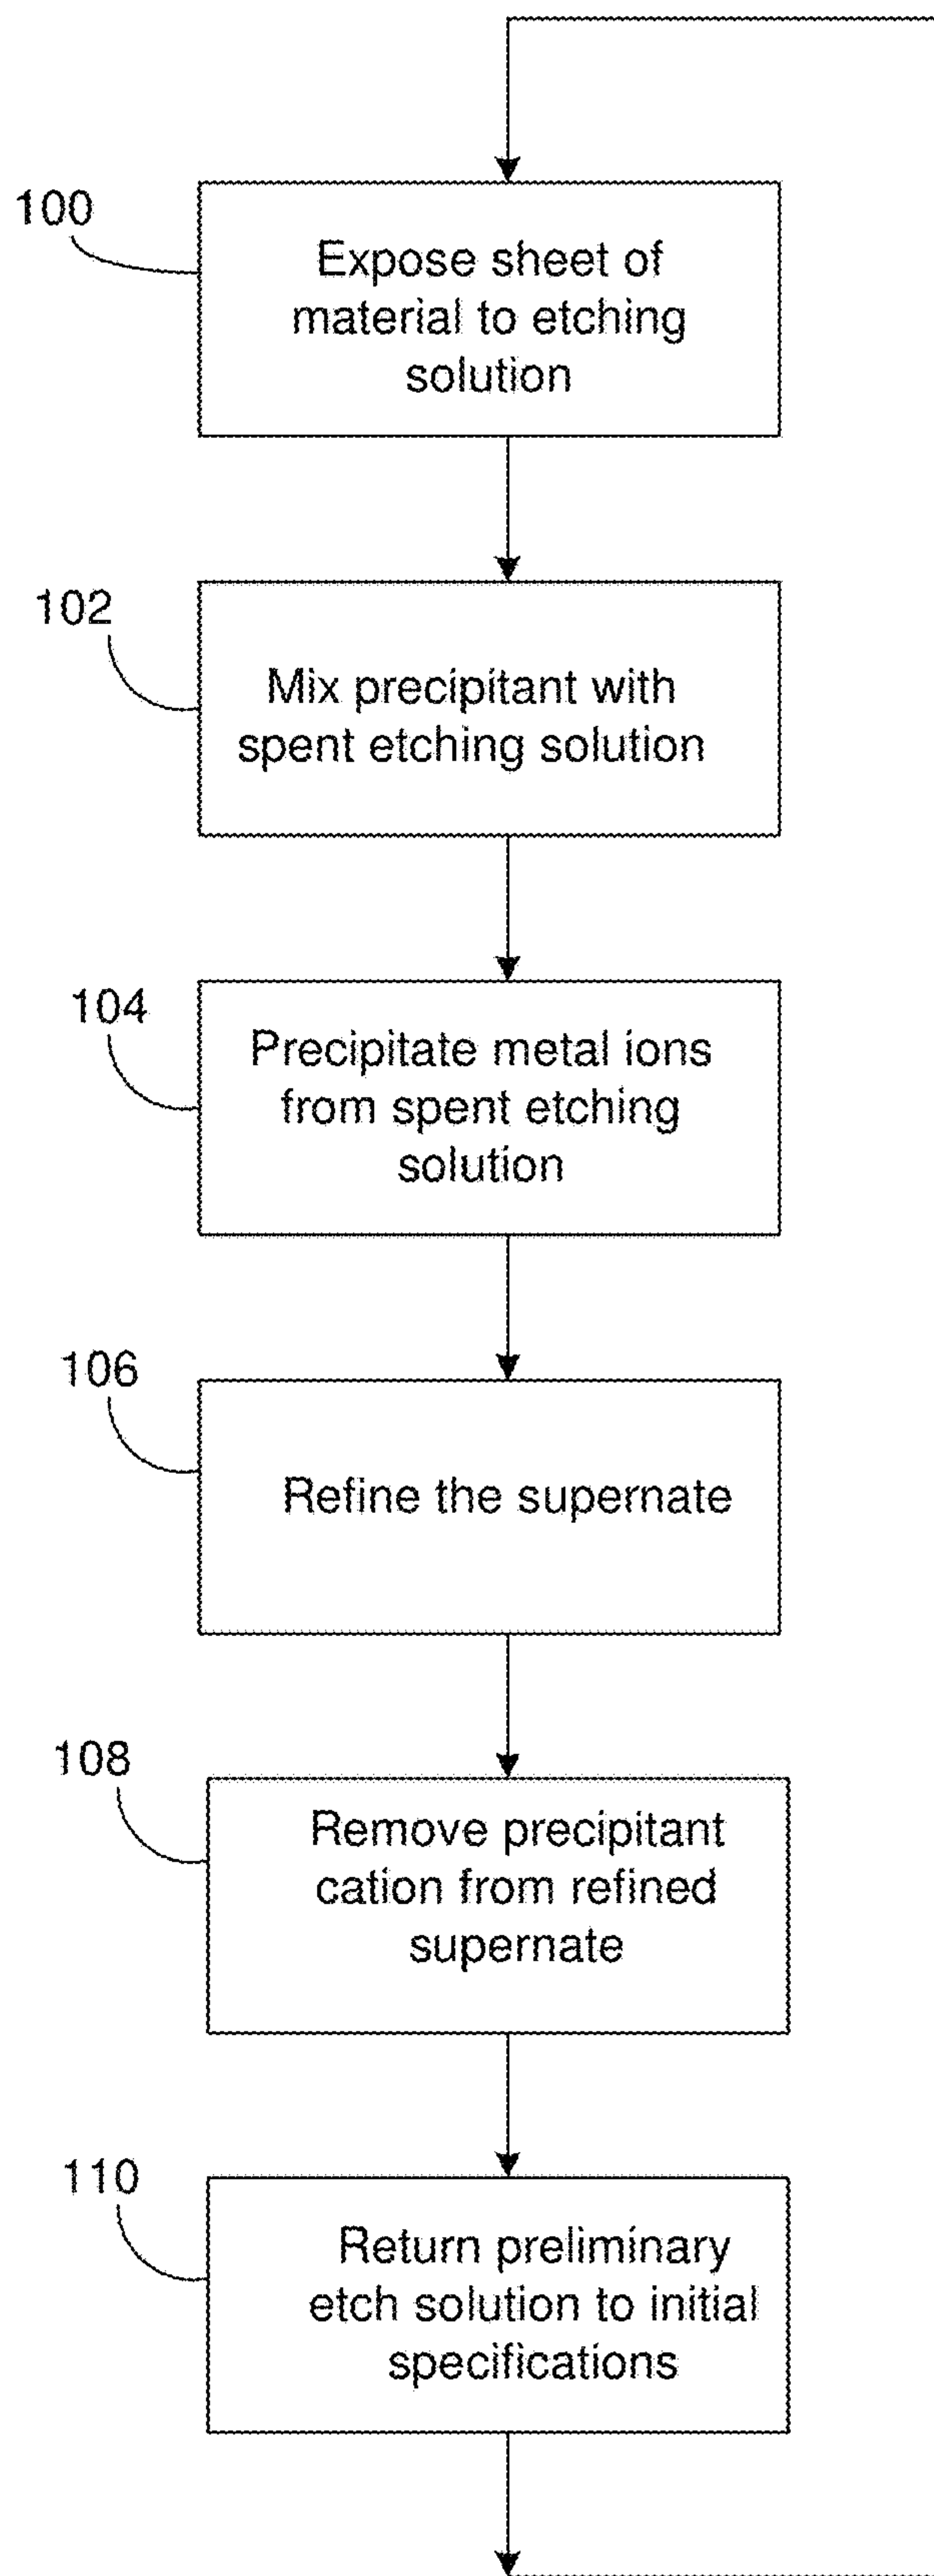 100
Expose sheet of
material to etching
solution
102
Mix precipitant with
spent etching solution
104
Precipitate metal ions
from spent etching
solution
106
Refine the supernate
108
Remove precipitant
cation from refined
supernate
110
Return preliminary
etch solution to initial
specifications